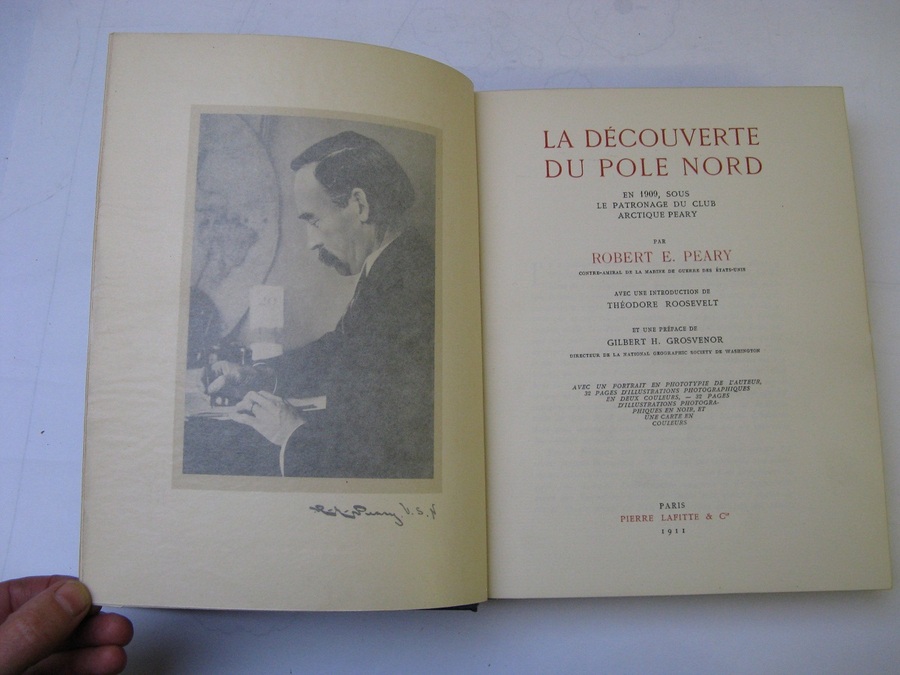 R. E. Peary. U. S. N.
LA DÉCOUVERTE
DU POLE NORD
EN 1909, SOUS
LE PATRONAGE DU CLUB
ARCTIQUE PEARY
PAR
ROBERT E. PEARY
CONTRE-AMIRAL DE LA MARINE DE GUERRE DES ÉTATS-UNIS
AVEC UNE INTRODUCTION DE
THÉODORE ROOSEVELT
ET UNE PRÉFACE DE
GILBERT H. GROSVENOR
DIRECTEUR DE LA NATIONAL GEOGRAPHIC SOCIETY DE WASHINGTON
AVEC UN PORTRAIT EN PHOTOTYPIE DE L'AUTEUR,
32 PAGES D'ILLUSTRATIONS PHOTOGRAPHIQUES
EN DEUX COULEURS, — 32 PAGES
D'ILLUSTRATIONS PHOTOGRA-
PHIQUES EN NOIR, ET
UNE CARTE EN
COULEURS
PARIS
PIERRE LAFITTE & Cie
1911